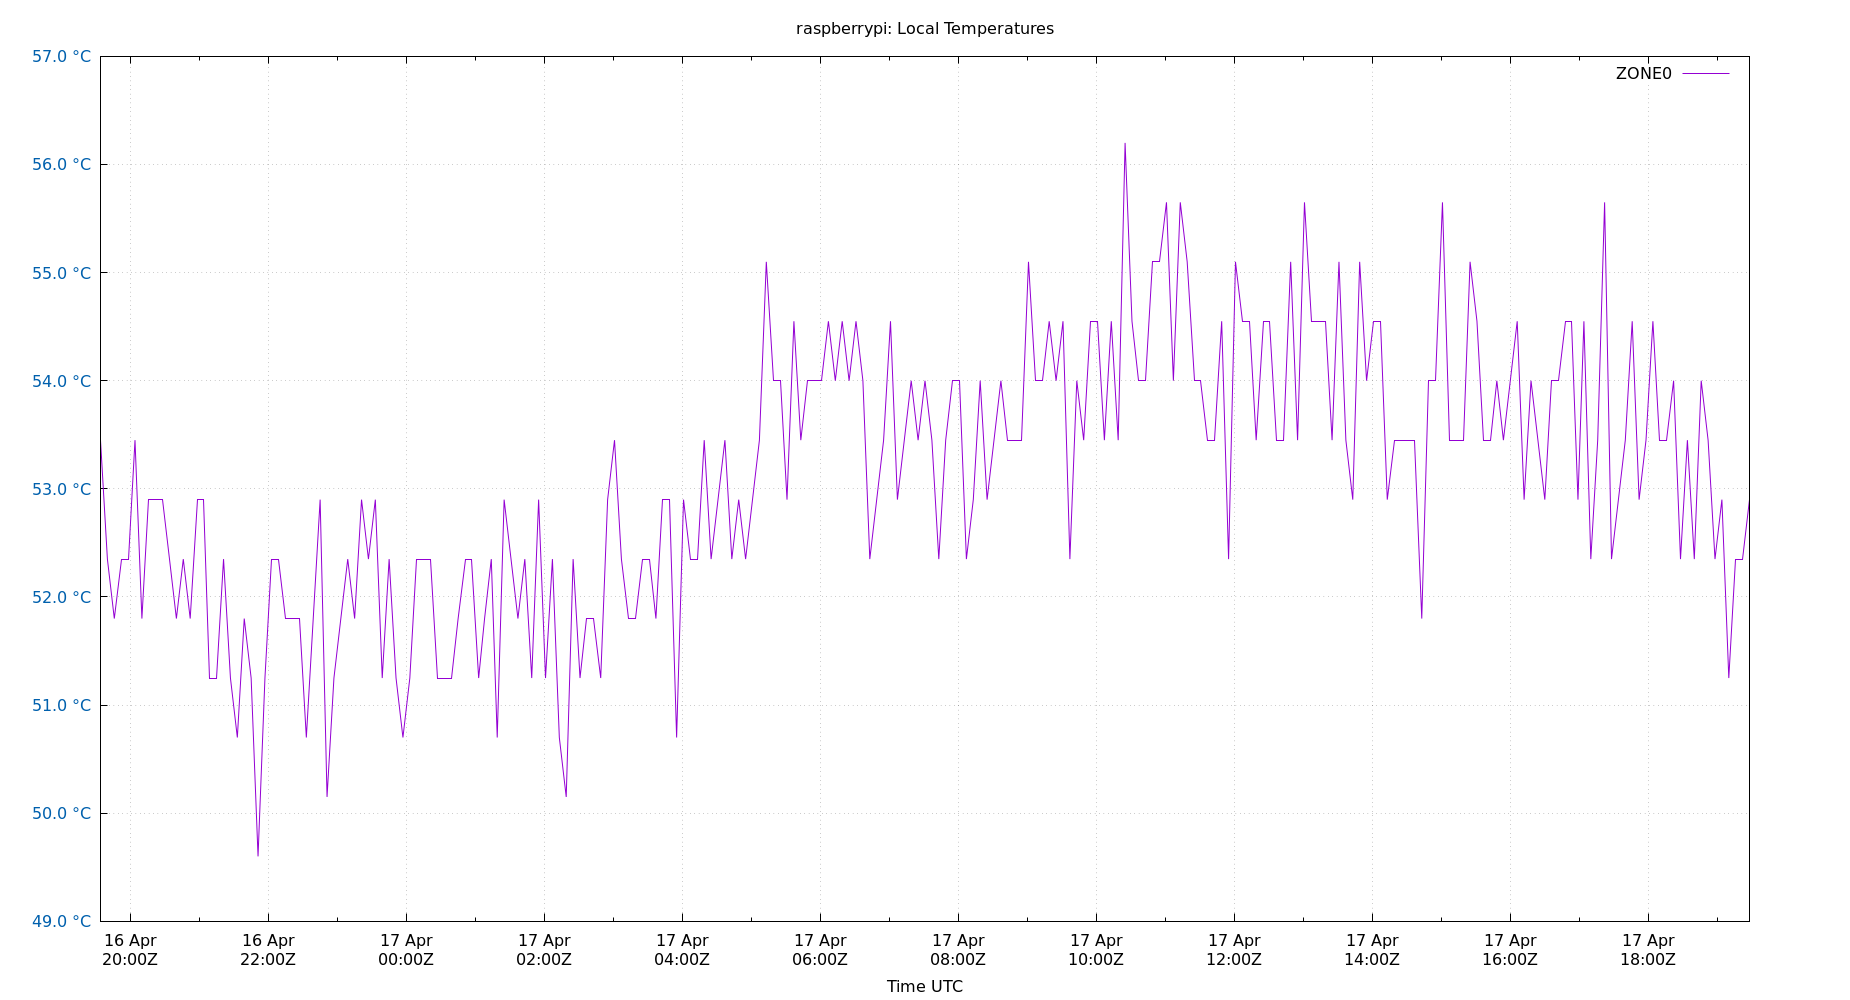 raspberrypi: Local Temperatures
57.0 °C
ZONE0
56.0 °C
55.0 °C
54.0 °C
53.0 °C
52.0 °C
51.0 °C
50.0 °C
49.0 °C
16 Apr 16 Apr 17 Apr 17 Apr 17 Apr 17 Apr 17 Apr 17 Apr 17 Apr 17 Apr 17 Apr 17 Apr
20:00Z 22:00Z 00:00Z 02:00Z 04:00Z 06:00Z 08:00Z 10:00Z 12:00Z 14:00Z 16:00Z 18:00Z
Time UTC